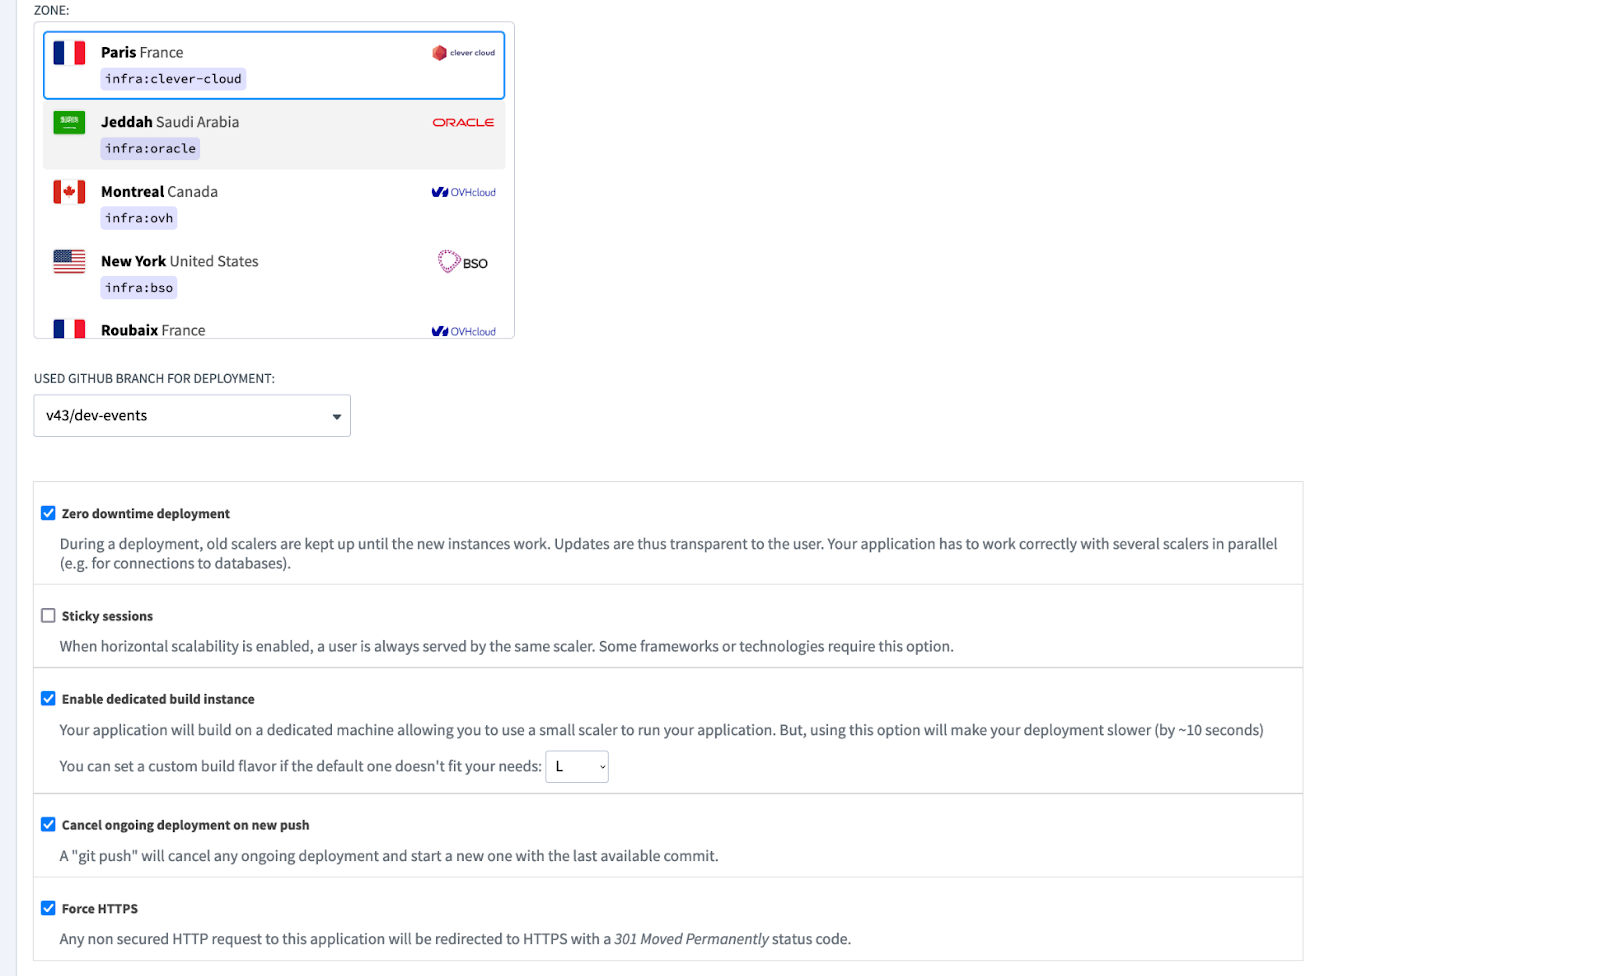 ZONE:
Paris France
clever cloud
infra:clever-cloud
Jeddah Saudi Arabia
ORACLE
infra:oracle
Montreal Canada
OVHcloud
infra:ovh
New York United States
BSO
infra:bso
Roubaix France
OVHcloud
USED GITHUB BRANCH FOR DEPLOYMENT:
v43/dev-events
Zero downtime deployment
During a deployment, old scalers are kept up until the new instances work. Updates are thus transparent to the user. Your application has to work correctly with several scalers in parallel
(e.g. for connections to databases).
Sticky sessions
When horizontal scalability is enabled, a user is always served by the same scaler. Some frameworks or technologies require this option.
Enable dedicated build instance
Your application will build on a dedicated machine allowing you to use a small scaler to run your application. But, using this option will make your deployment slower (by ~10 seconds)
You can set a custom build flavor if the default one doesn't fit your needs: L
Cancel ongoing deployment on new push
A "git push" will cancel any ongoing deployment and start a new one with the last available commit.
Force HTTPS
Any non secured HTTP request to this application will be redirected to HTTPS with a 301 Moved Permanently status code.